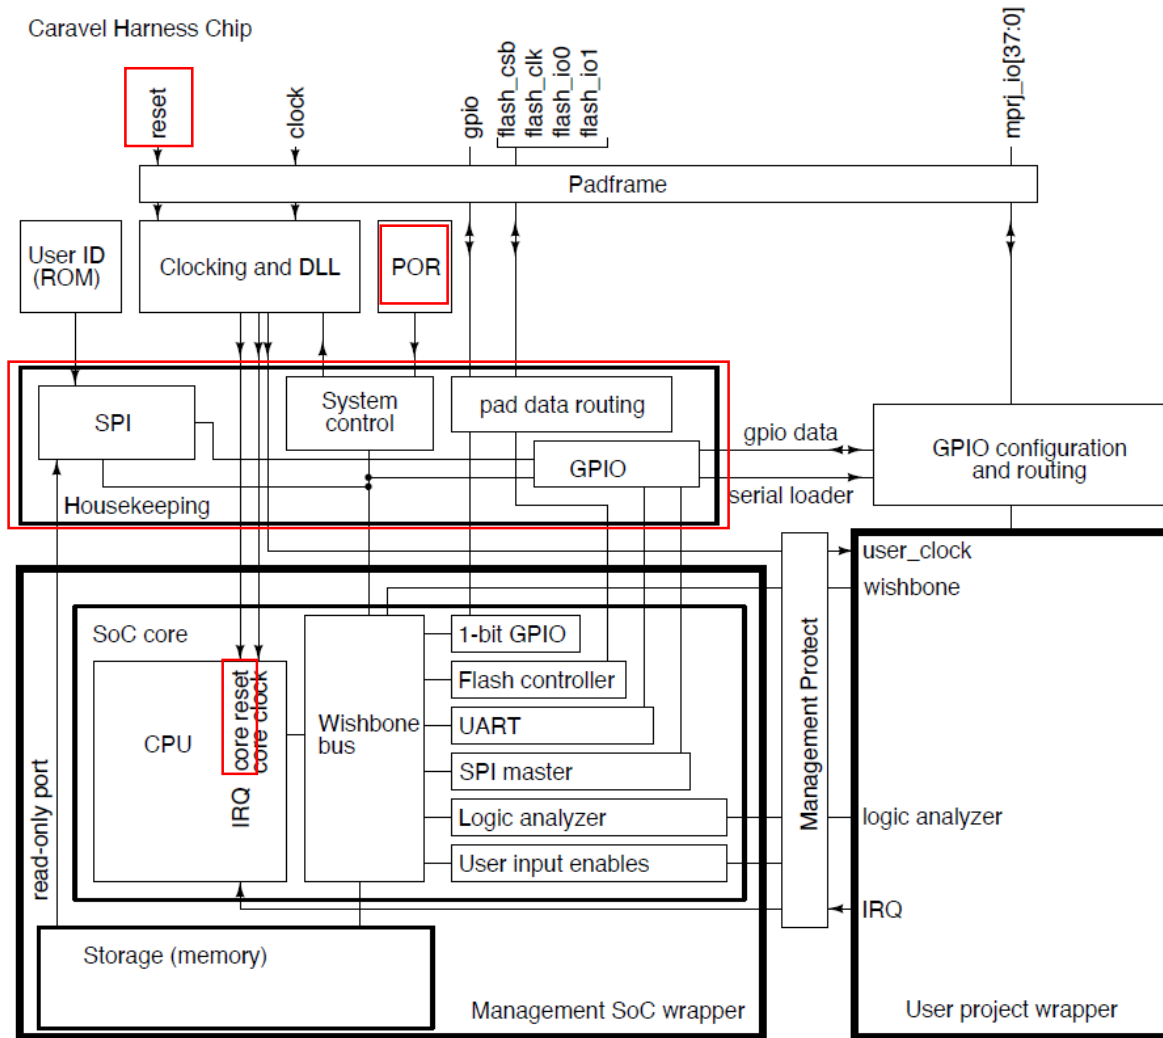 Caravel Harness Chip
reset
clock
gpio
flash_csb
flash_clk
flash_io0
flash_io1
mprj_io[37:0]
Padframe
User ID
(ROM)
Clocking and DLL
POR
SPI
System
control
pad data routing
GPIO
Housekeeping
gpio data
serial loader
GPIO configuration
and routing
user_clock
wishbone
Management Protect
SoC core
CPU
core reset
core clock
IRQ
Wishbone
bus
1-bit GPIO
Flash controller
UART
SPI master
Logic analyzer
User input enables
logic analyzer
IRQ
read-only port
Storage (memory)
Management SoC wrapper
User project wrapper